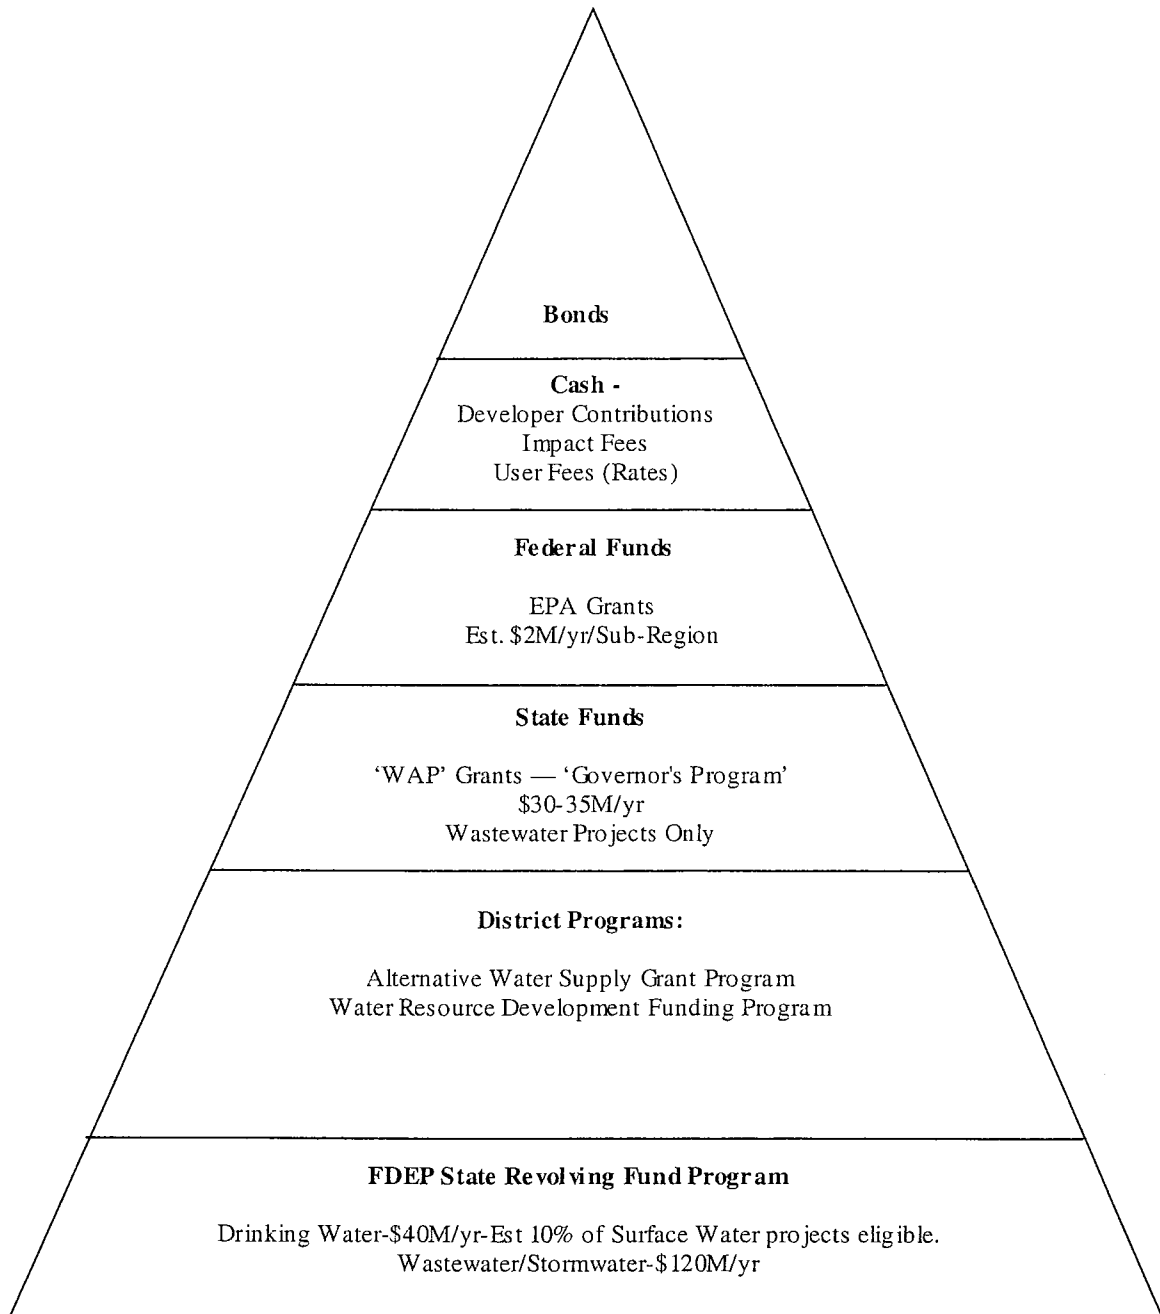 Bonds
Cash -
Developer Contributions
Impact Fees
User Fees (Rates)
Federal Funds
EPA Grants
Est. $2M/yr/Sub-Region
State Funds
‘WAP’ Grants — ‘Governor's Program’
$30-35M/yr
Wastewater Projects Only
District Programs:
Alternative Water Supply Grant Program
Water Resource Development Funding Program
FDEP State Revolving Fund Program
Drinking Water-$40M/yr-Est 10% of Surface Water projects eligible.
Wastewater/Stormwater-$120M/yr